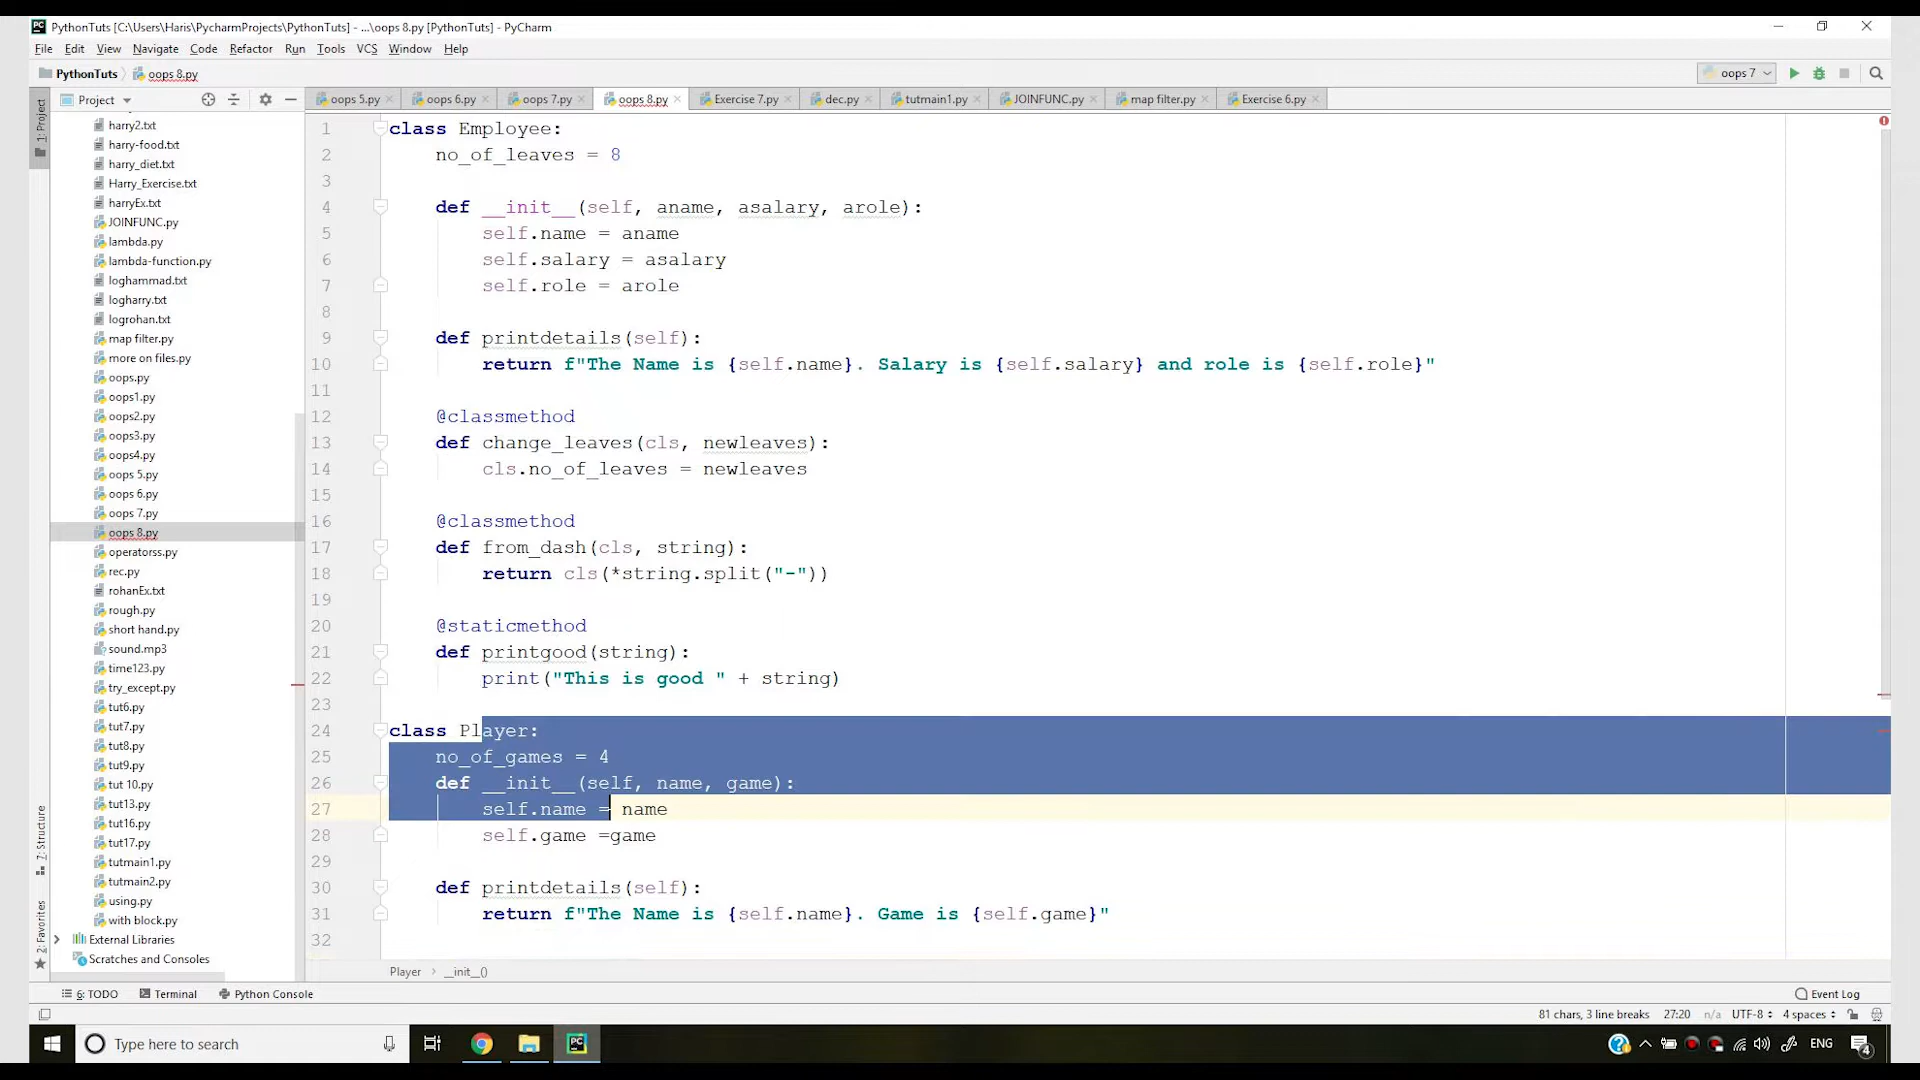 PythonTuts [C:\Users\Haris\PycharmProjects\PythonTuts] - ...\oops 8.py [PythonTuts] - PyCharm
File Edit View Navigate Code Refactor Run Tools VCS Window Help
PythonTuts oops 8.py oops 7
Project
oops 5.py oops 6.py oops 7.py oops 8.py Exercise 7.py dec.py tutmain1.py JOINFUNC.py map filter.py Exercise 6.py
1: Project
harry2.txt
harry-food.txt
harry_diet.txt
Harry_Exercise.txt
harryEx.txt
JOINFUNC.py
lambda.py
lambda-function.py
loghammad.txt
logharry.txt
logrohan.txt
map filter.py
more on files.py
oops.py
oops1.py
oops2.py
oops3.py
oops4.py
oops 5.py
oops 6.py
oops 7.py
oops 8.py
operatorss.py
rec.py
rohanEx.txt
rough.py
short hand.py
sound.mp3
time123.py
try_except.py
tut6.py
tut7.py
tut8.py
tut9.py
tut 10.py
tut13.py
tut16.py
tut17.py
tutmain1.py
tutmain2.py
using.py
with block.py
External Libraries
Scratches and Consoles
7: Structure
2: Favorites
1 class Employee:
2 no_of_leaves = 8
3
4 def __init__(self, aname, asalary, arole):
5 self.name = aname
6 self.salary = asalary
7 self.role = arole
8
9 def printdetails(self):
10 return f"The Name is {self.name}. Salary is {self.salary} and role is {self.role}"
11
12 @classmethod
13 def change_leaves(cls, newleaves):
14 cls.no_of_leaves = newleaves
15
16 @classmethod
17 def from_dash(cls, string):
18 return cls(*string.split("-"))
19
20 @staticmethod
21 def printgood(string):
22 print("This is good " + string)
23
24 class Player:
25 no_of_games = 4
26 def __init__(self, name, game):
27 self.name = name
28 self.game =game
29
30 def printdetails(self):
31 return f"The Name is {self.name}. Game is {self.game}"
32
Player __init__()
6: TODO Terminal Python Console Event Log
81 chars, 3 line breaks 27:20 n/a UTF-8 4 spaces
Type here to search ENG 4